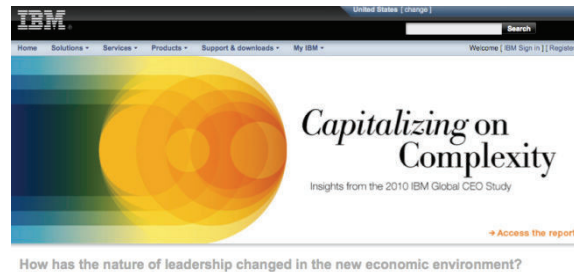 United States [ change ]
IBM®
Search
Home Solutions Services Products Support & downloads My IBM Welcome [ IBM Sign in ] [ Register
Capitalizing on
Complexity
Insights from the 2010 IBM Global CEO Study
→ Access the report
How has the nature of leadership changed in the new economic environment?